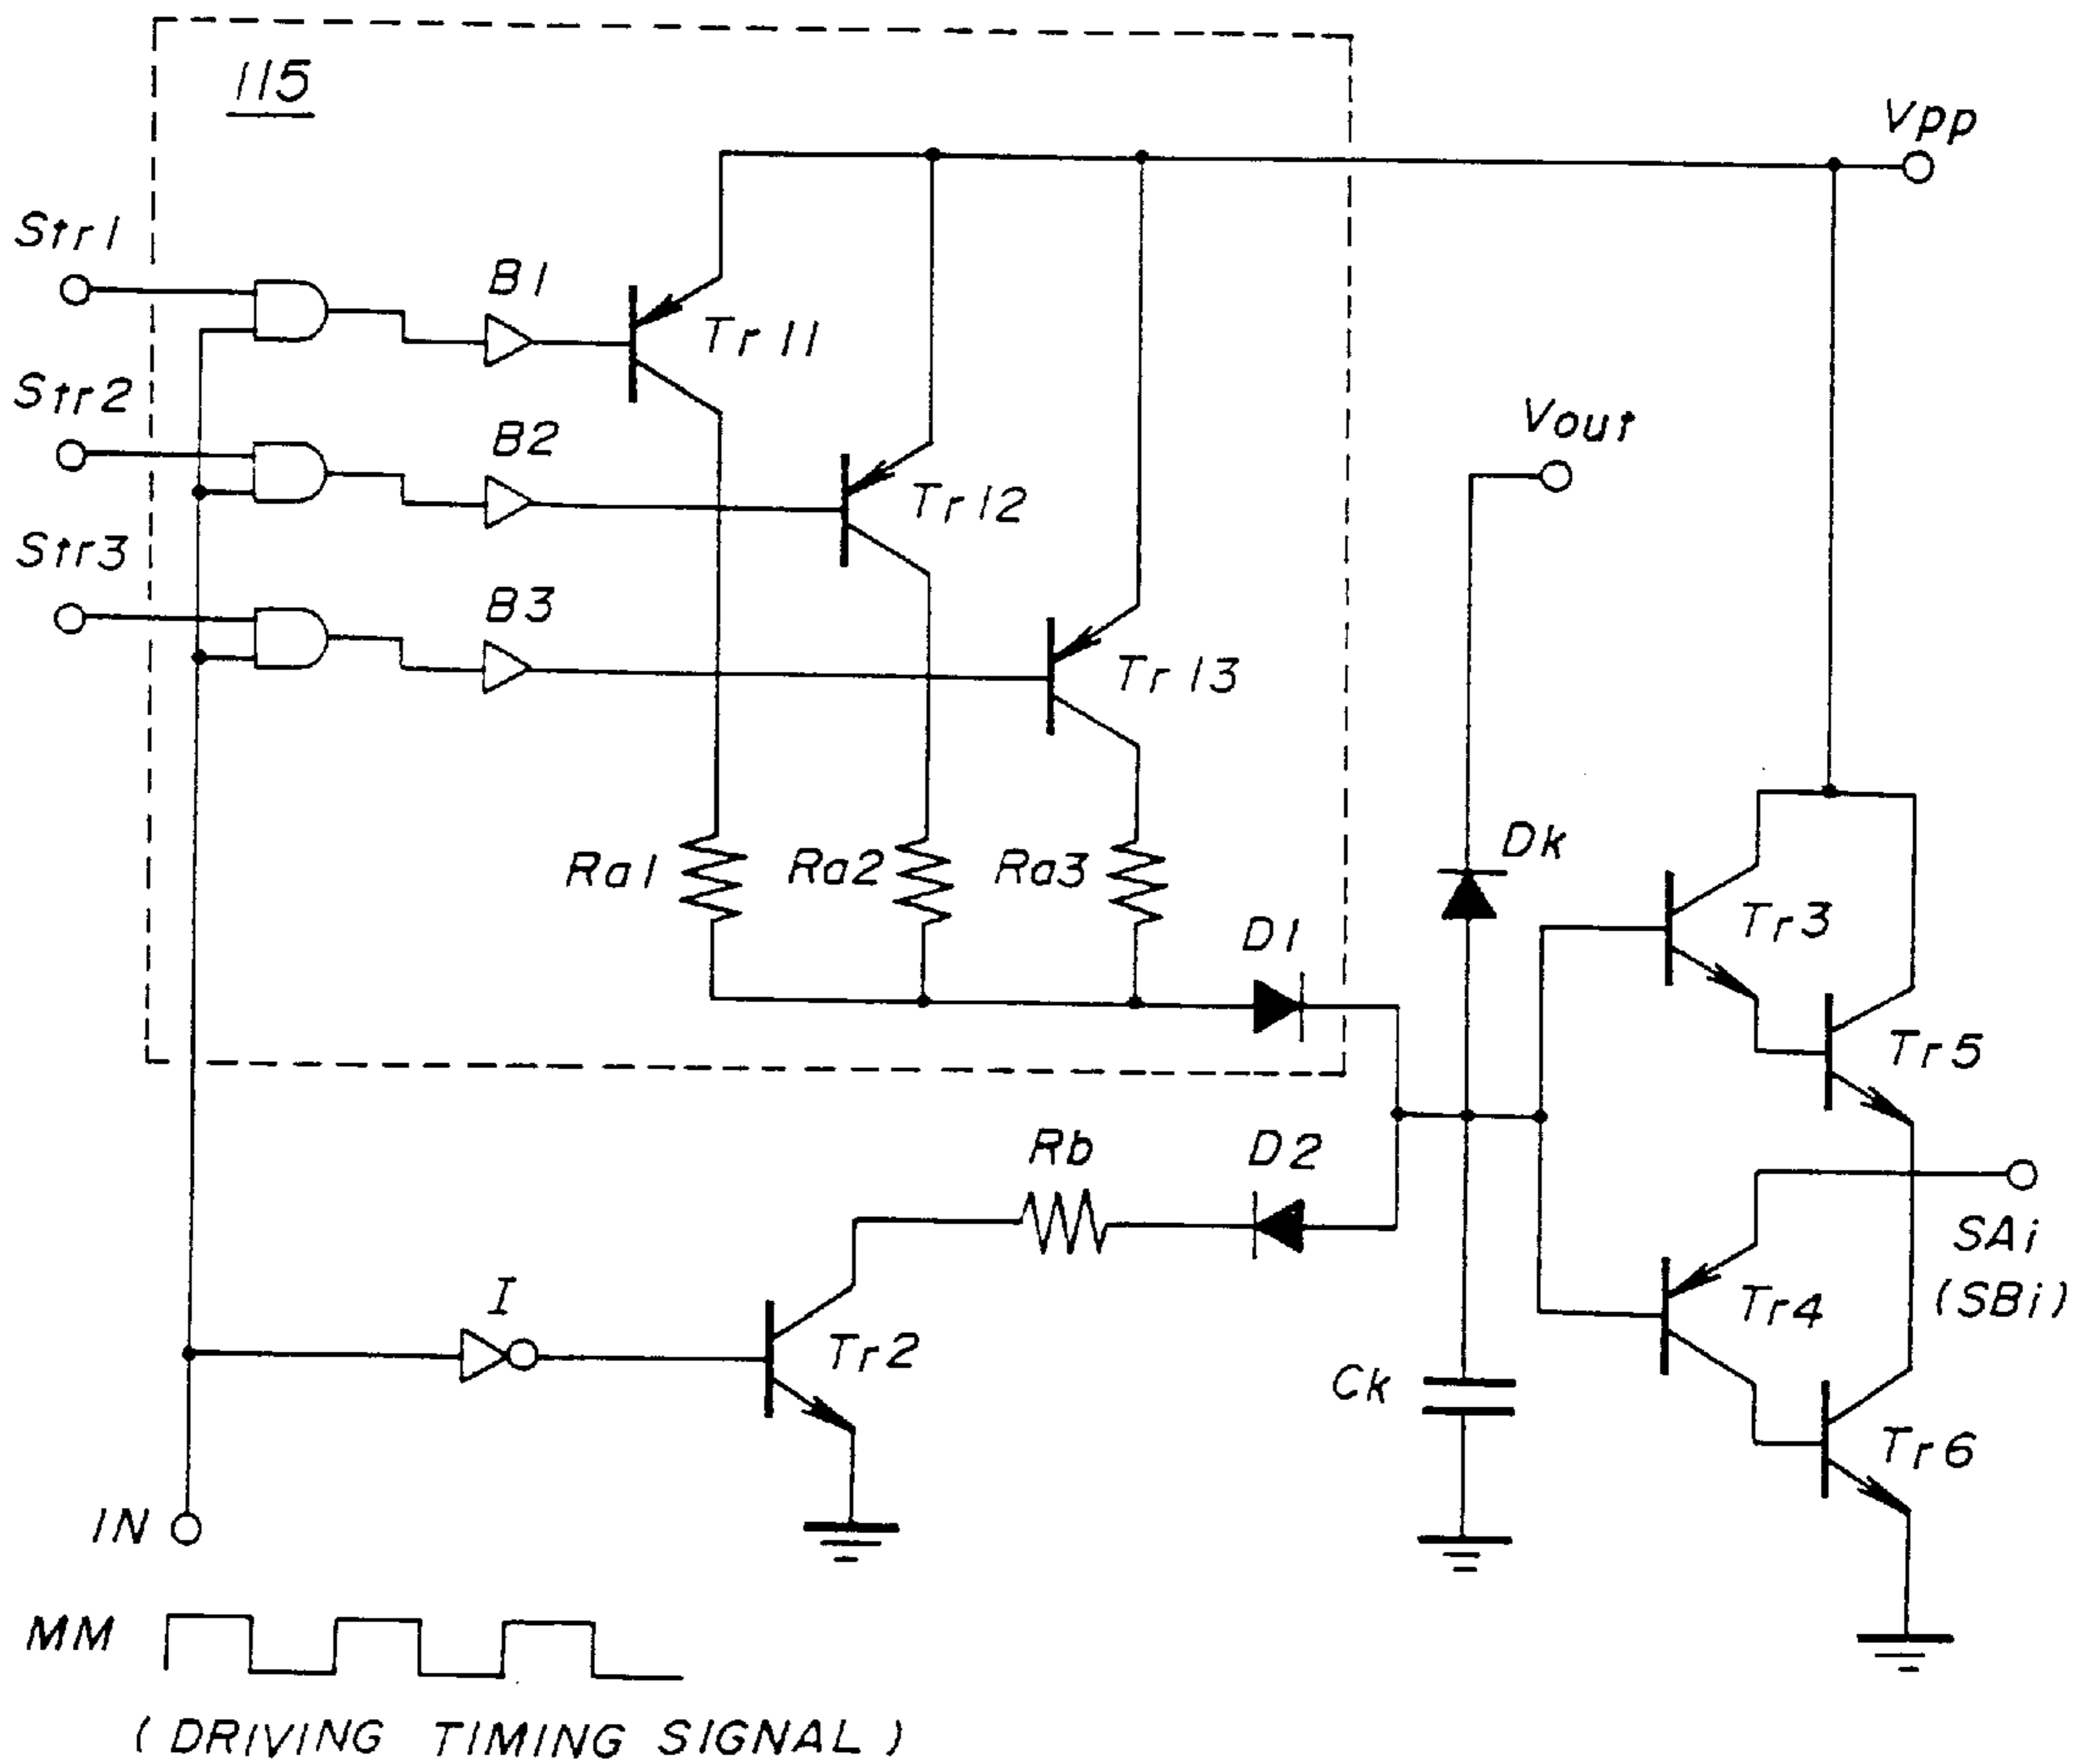 115
Vpp
Str1
B1
Tr11
Str2
B2
Tr12
Vout
Str3
B3
Tr13
Ra1
Ra2
Ra3
D1
Dk
Tr3
Tr5
Rb
D2
SAi
(SBi)
I
Tr2
Ck
Tr4
Tr6
IN
MM
(DRIVING TIMING SIGNAL)